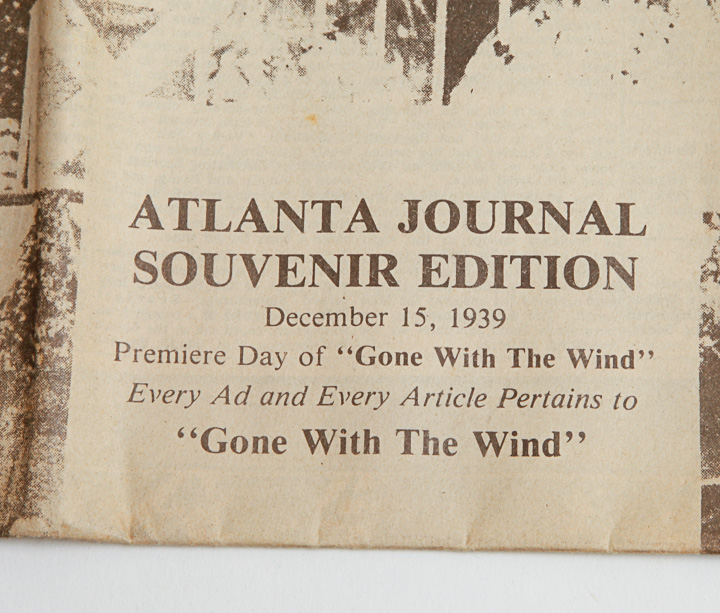 ATLANTA JOURNAL
SOUVENIR EDITION
December 15, 1939
Premiere Day of “Gone With The Wind”
Every Ad and Every Article Pertains to
“Gone With The Wind”